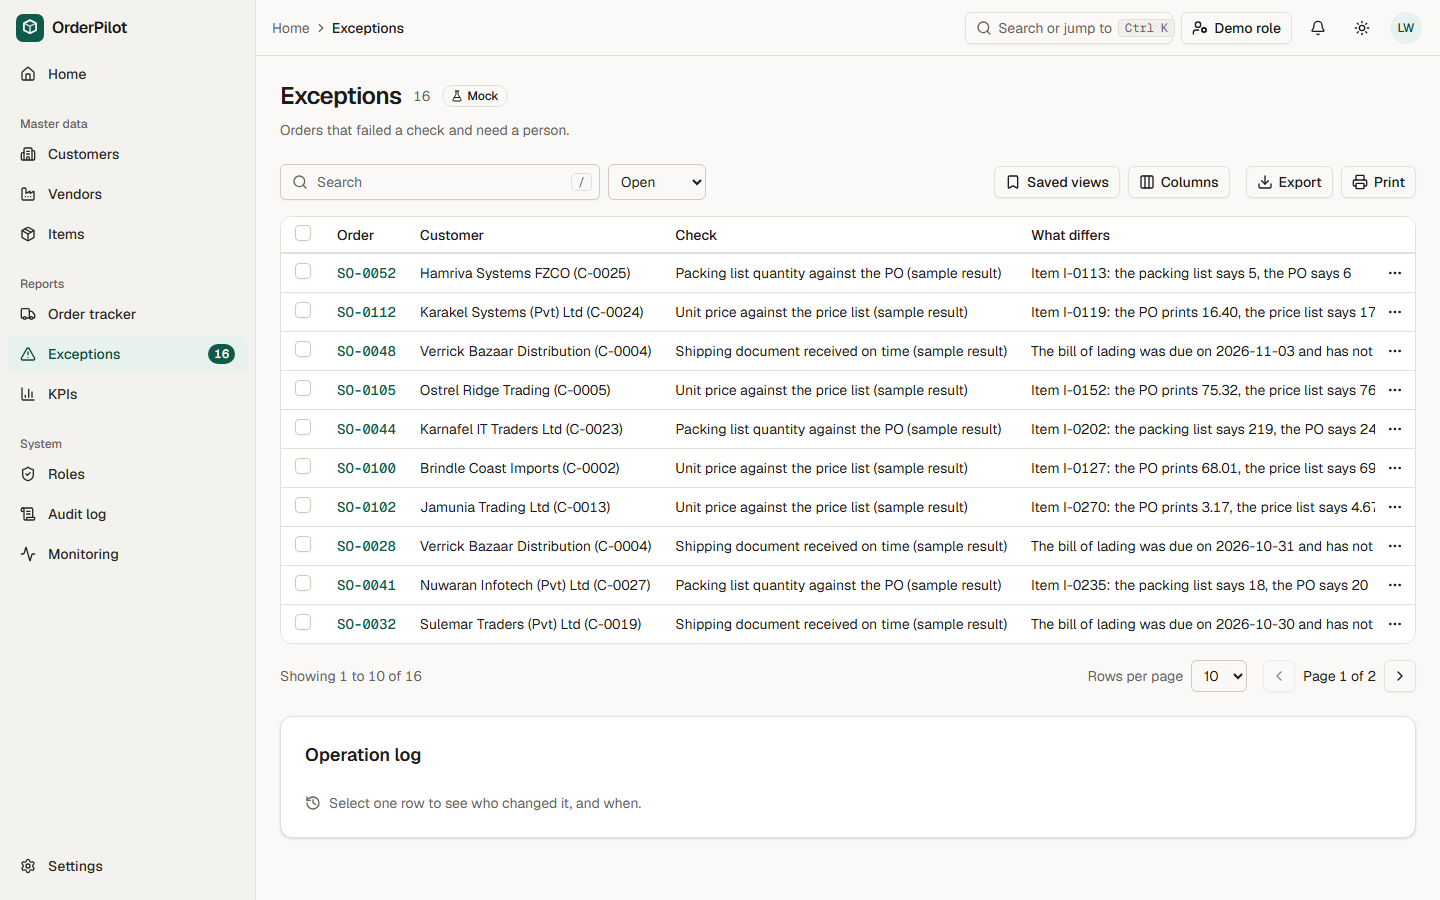 OrderPilot
Home
Master data
Customers
Vendors
Items
Reports
Order tracker
Exceptions 16
KPIs
System
Roles
Audit log
Monitoring
Settings
Home > Exceptions
Search or jump to Ctrl K
Demo role
LW
Exceptions 16 Mock
Orders that failed a check and need a person.
Search /
Open
Saved views
Columns
Export
Print
Order Customer Check What differs
SO-0052 Hamriva Systems FZCO (C-0025) Packing list quantity against the PO (sample result) Item I-0113: the packing list says 5, the PO says 6
SO-0112 Karakel Systems (Pvt) Ltd (C-0024) Unit price against the price list (sample result) Item I-0119: the PO prints 16.40, the price list says 17
SO-0048 Verrick Bazaar Distribution (C-0004) Shipping document received on time (sample result) The bill of lading was due on 2026-11-03 and has not
SO-0105 Ostrel Ridge Trading (C-0005) Unit price against the price list (sample result) Item I-0152: the PO prints 75.32, the price list says 76
SO-0044 Karnafel IT Traders Ltd (C-0023) Packing list quantity against the PO (sample result) Item I-0202: the packing list says 219, the PO says 24
SO-0100 Brindle Coast Imports (C-0002) Unit price against the price list (sample result) Item I-0127: the PO prints 68.01, the price list says 69
SO-0102 Jamunia Trading Ltd (C-0013) Unit price against the price list (sample result) Item I-0270: the PO prints 3.17, the price list says 4.67
SO-0028 Verrick Bazaar Distribution (C-0004) Shipping document received on time (sample result) The bill of lading was due on 2026-10-31 and has not
SO-0041 Nuwaran Infotech (Pvt) Ltd (C-0027) Packing list quantity against the PO (sample result) Item I-0235: the packing list says 18, the PO says 20
SO-0032 Sulemar Traders (Pvt) Ltd (C-0019) Shipping document received on time (sample result) The bill of lading was due on 2026-10-30 and has not
Showing 1 to 10 of 16
Rows per page 10
Page 1 of 2
Operation log
Select one row to see who changed it, and when.